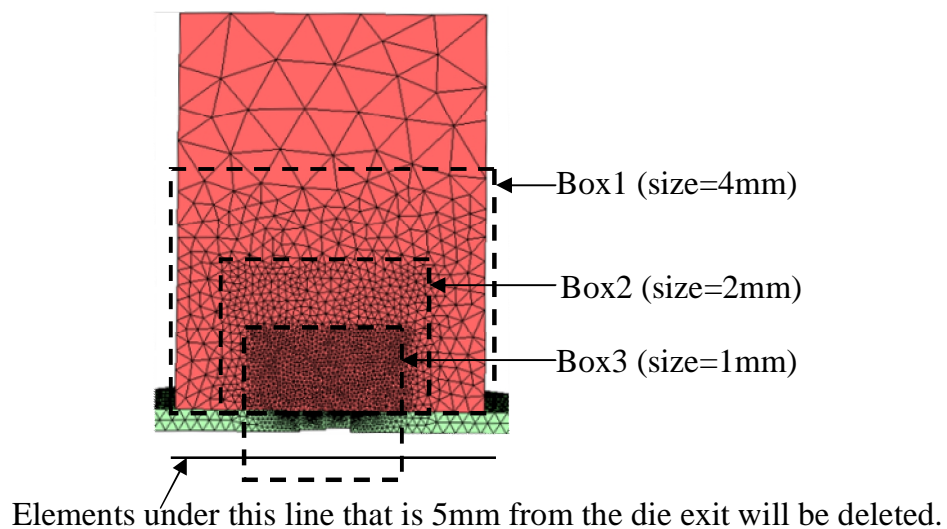 Box1 (size=4mm)
Box2 (size=2mm)
Box3 (size=1mm)
Elements under this line that is 5mm from the die exit will be deleted.